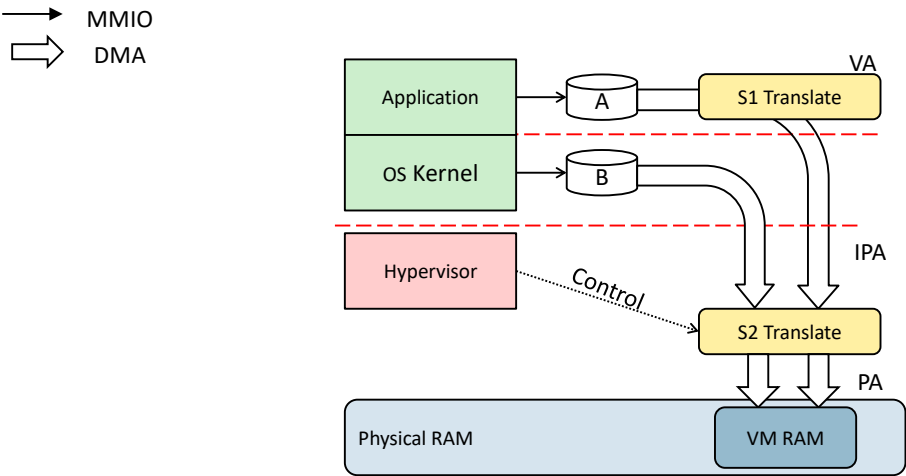 MMIO
DMA
VA
Application
A
S1 Translate
OS Kernel
B
IPA
Hypervisor
Control
S2 Translate
PA
Physical RAM
VM RAM